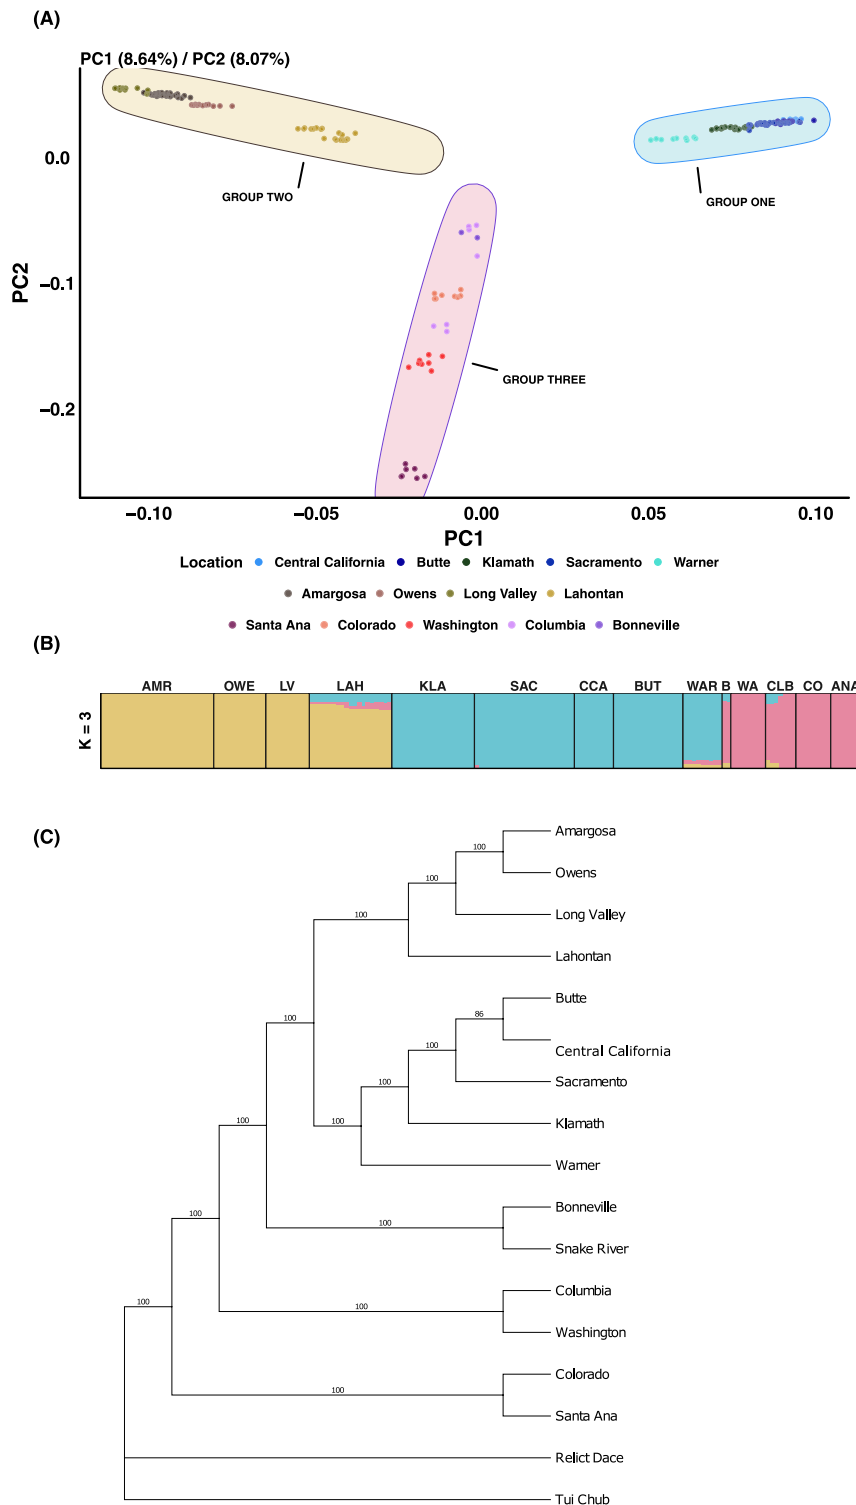 (A)
PC1 (8.64%) / PC2 (8.07%)
0.0
GROUP TWO
GROUP ONE
PC2
−0.1
GROUP THREE
−0.2
−0.10 −0.05 0.00 0.05 0.10
PC1
Location Central California Butte Klamath Sacramento Warner
Amargosa Owens Long Valley Lahontan
Santa Ana Colorado Washington Columbia Bonneville
(B)
AMR OWE LV LAH KLA SAC CCA BUT WAR B WA CLB CO ANA
K = 3
(C)
Amargosa
100
Owens
100
Long Valley
100
Lahontan
Butte
86
100
Central California
100
Sacramento
100
Klamath
100
Warner
100
Bonneville
100
Snake River
100
Columbia
100
Washington
100
Colorado
100
Santa Ana
Relict Dace
Tui Chub